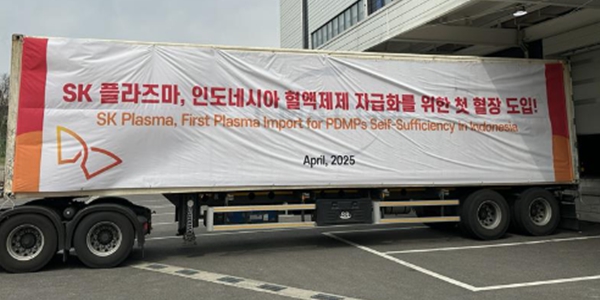 SK 플라즈마, 인도네시아 혈액제제 자급화를 위한 첫 혈장 도입!
SK Plasma, First Plasma Import for PDMPs Self-Sufficiency in Indonesia
April, 2025